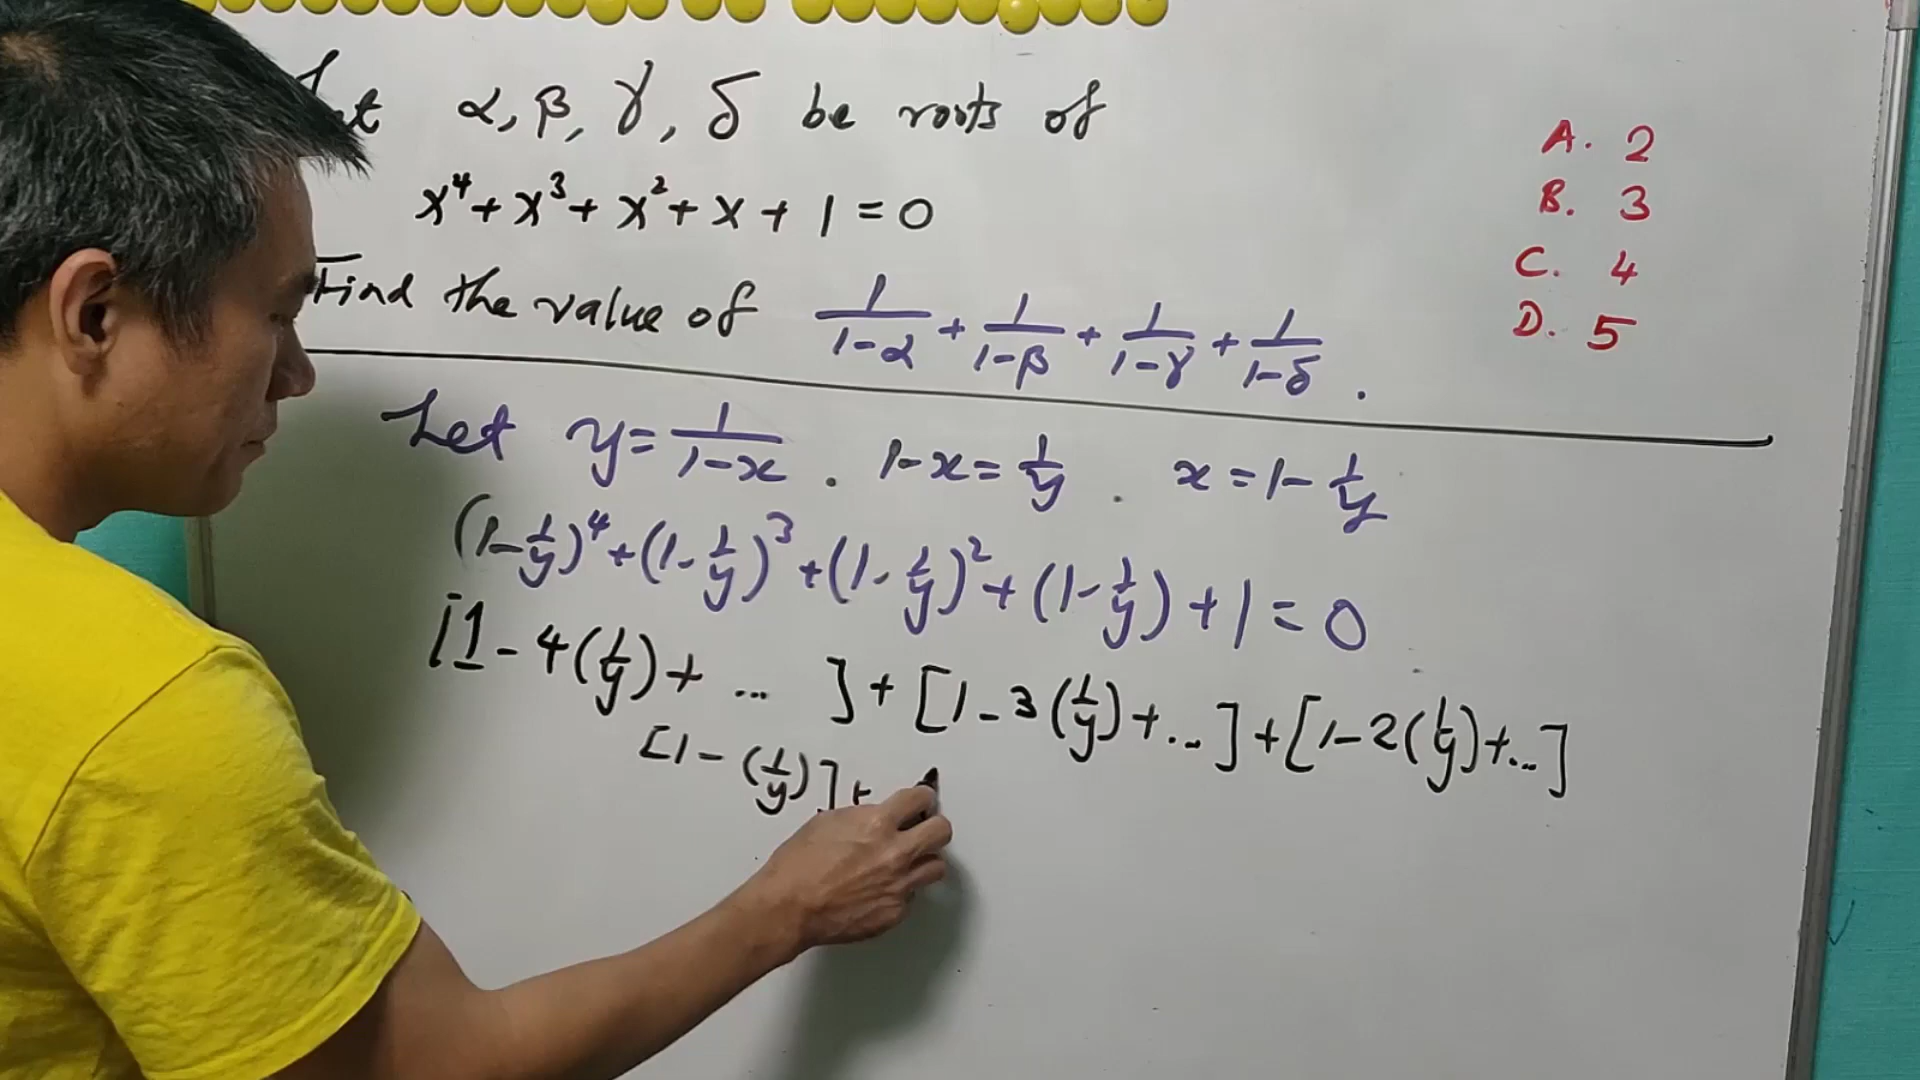 Let α, β, γ, δ be roots of
x⁴ + x³ + x² + x + 1 = 0
Find the value of 1/(1-α) + 1/(1-β) + 1/(1-γ) + 1/(1-δ) .
A. 2
B. 3
C. 4
D. 5
Let y = 1/(1-x) . 1-x = 1/y . x = 1 - 1/y
(1-1/y)⁴ + (1-1/y)³ + (1-1/y)² + (1-1/y) + 1 = 0
[1 - 4(1/y) + ... ] + [1 - 3(1/y) + ...] + [1 - 2(1/y) + ...]
[1 - (1/y)] +